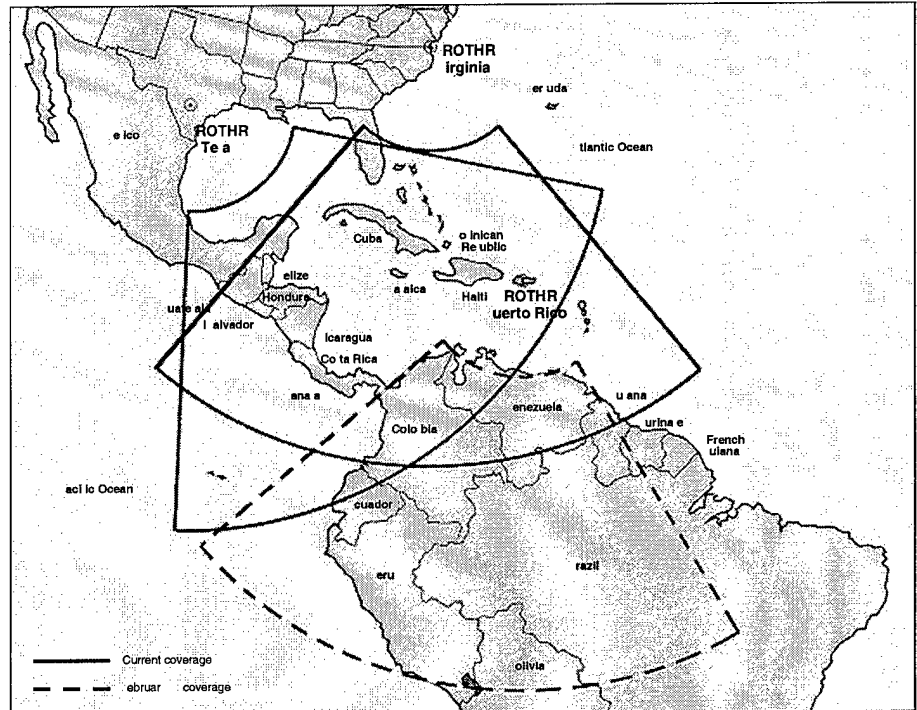 ROTHR
irginia
er uda
ROTHR
Te a
e ico
tlantic Ocean
Cuba
o inican
Re ublic
a aica
Haiti
ROTHR
uerto Rico
elize
Hondura
uate ala
l alvador
icaragua
Co ta Rica
ana a
Colo bia
enezuela
u ana
urina e
French
uiana
aci ic Ocean
cuador
eru
razil
olivia
Current coverage
ebruar coverage